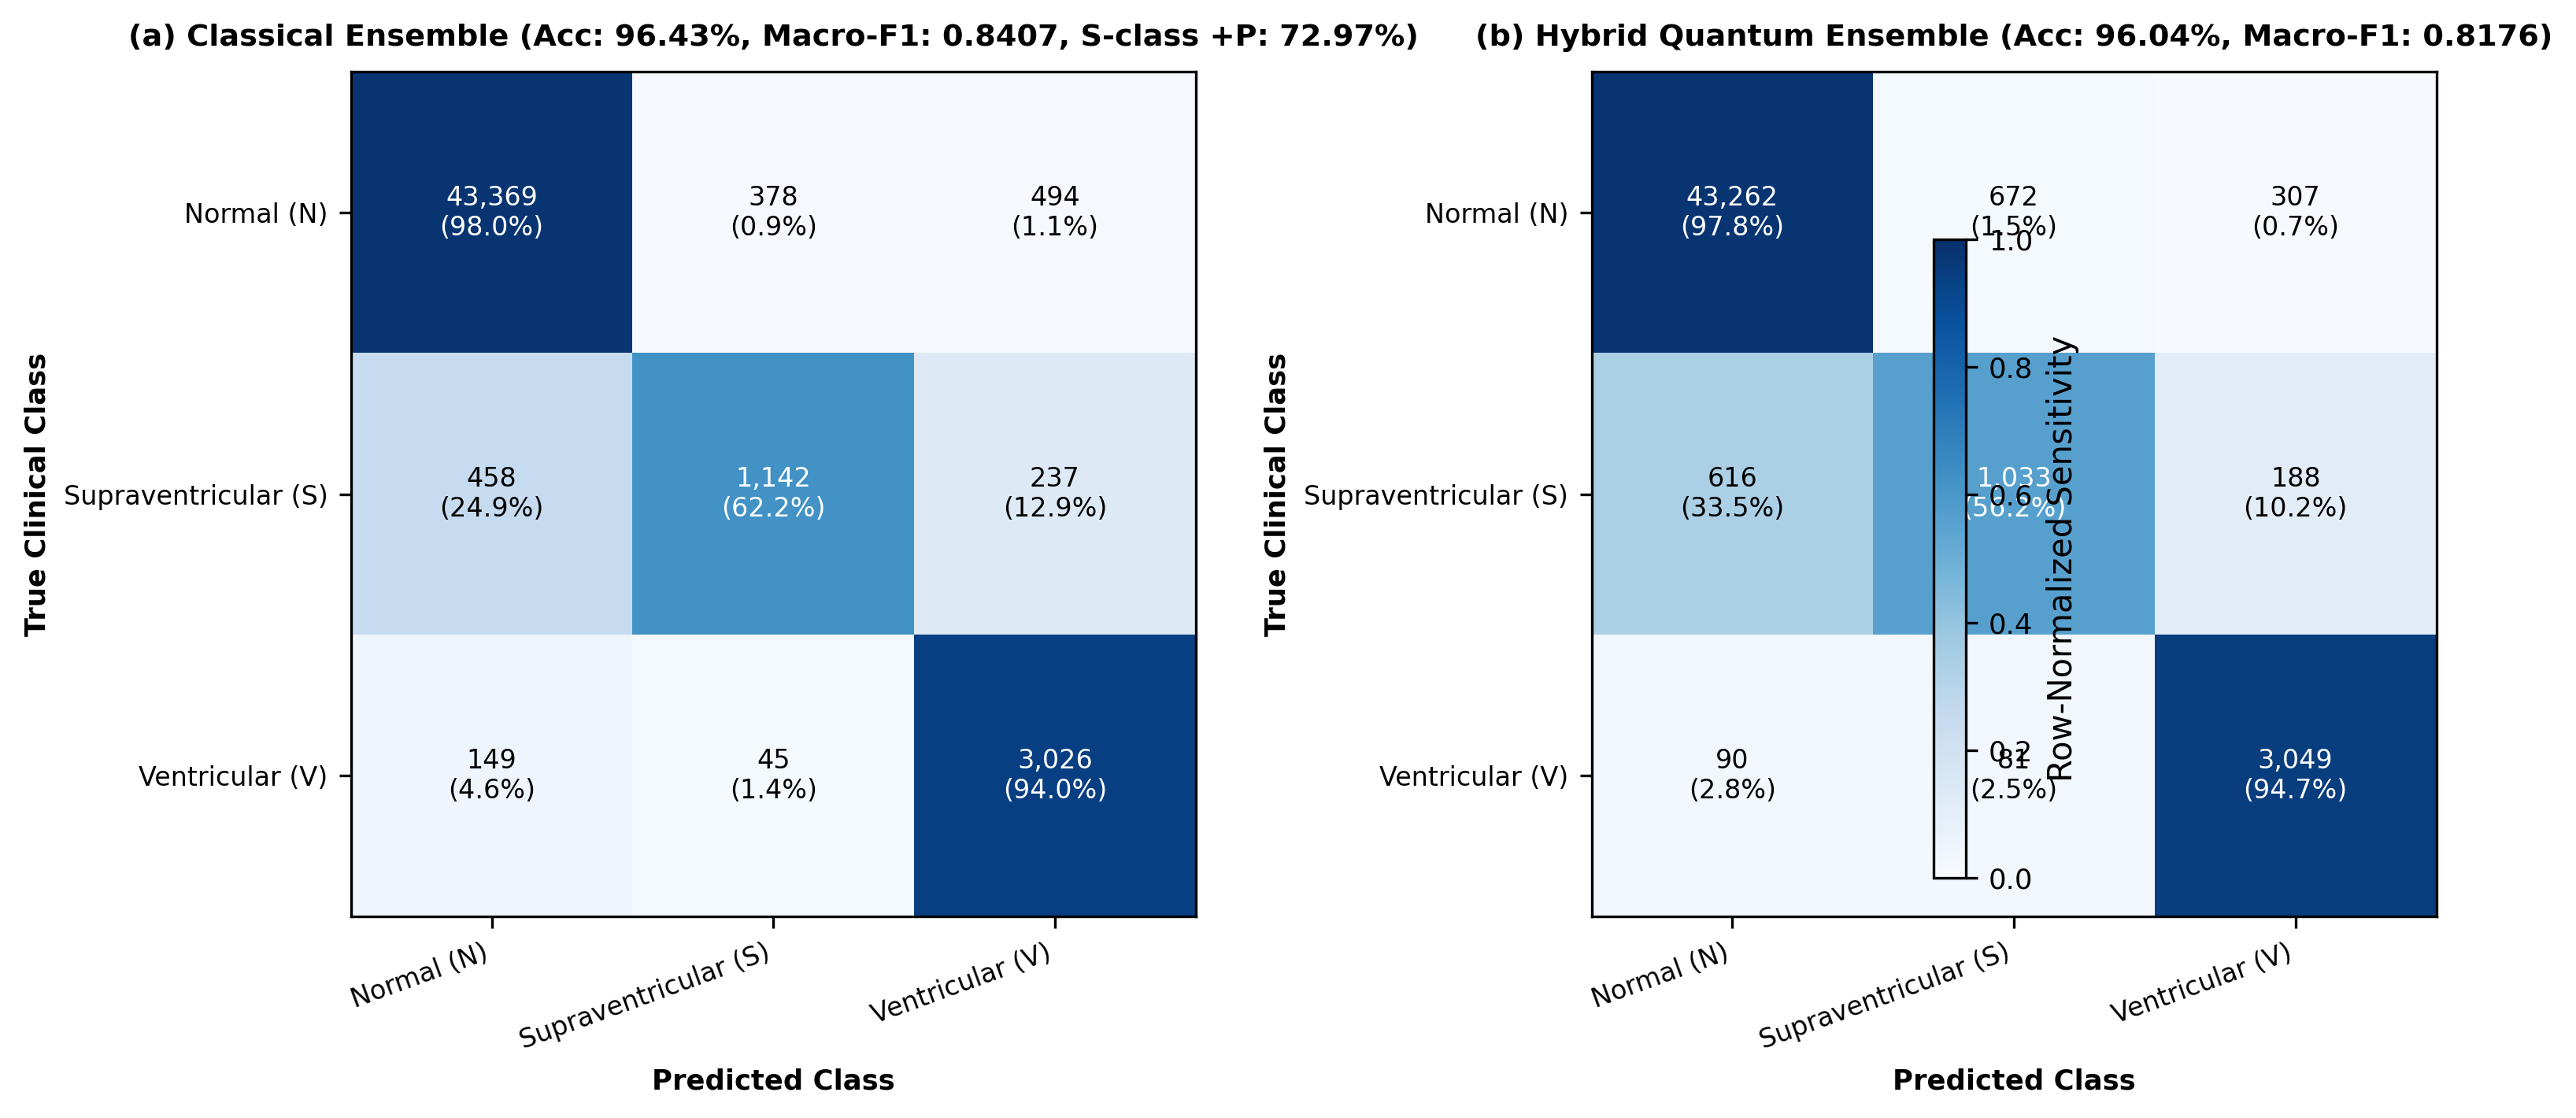 (a) Classical Ensemble (Acc: 96.43%, Macro-F1: 0.8407, S-class +P: 72.97%)
True Clinical Class
Normal (N)
Supraventricular (S)
Ventricular (V)
43,369
(98.0%)
378
(0.9%)
494
(1.1%)
458
(24.9%)
1,142
(62.2%)
237
(12.9%)
149
(4.6%)
45
(1.4%)
3,026
(94.0%)
Normal (N)
Supraventricular (S)
Ventricular (V)
Predicted Class
(b) Hybrid Quantum Ensemble (Acc: 96.04%, Macro-F1: 0.8176)
True Clinical Class
Normal (N)
Supraventricular (S)
Ventricular (V)
43,262
(97.8%)
672
(1.5%)
307
(0.7%)
616
(33.5%)
1,033
(56.2%)
188
(10.2%)
90
(2.8%)
81
(2.5%)
3,049
(94.7%)
Normal (N)
Supraventricular (S)
Ventricular (V)
Predicted Class
1.0
0.8
0.6
0.4
0.2
0.0
Row-Normalized Sensitivity